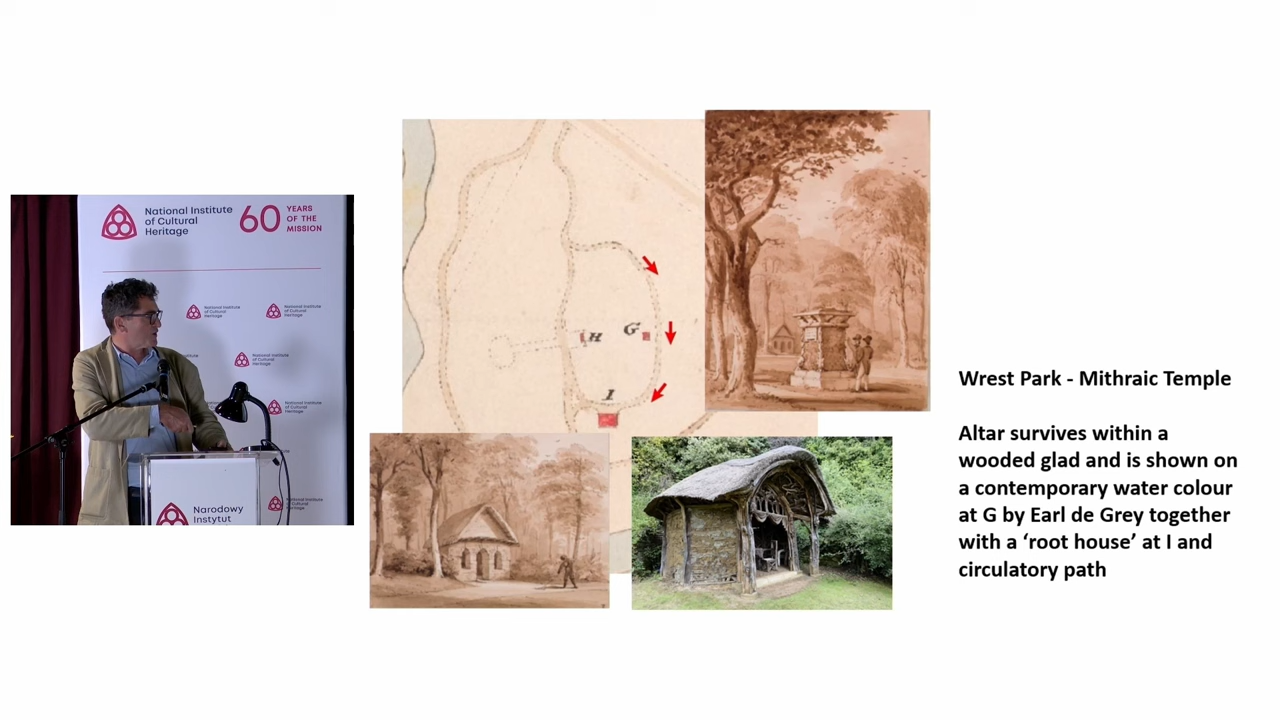 National Institute
of Cultural
Heritage
60 YEARS
OF THE
MISSION
National Institute
of Cultural
Heritage
National Institute
of Cultural
Heritage
National Institute
of Cultural
Heritage
National Institute
of Cultural
Heritage
Narodowy
Instytut
H
G
I
Wrest Park - Mithraic Temple
Altar survives within a
wooded glad and is shown on
a contemporary water colour
at G by Earl de Grey together
with a ‘root house’ at I and
circulatory path